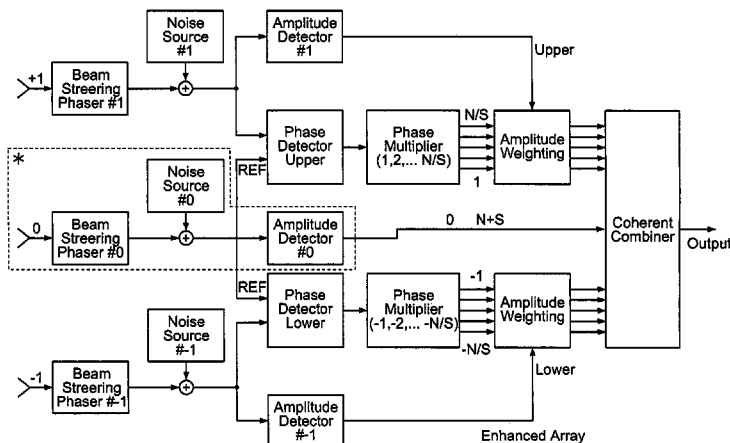 Noise
Source
#1
Amplitude
Detector
#1
Upper
+1
Beam
Streering
Phaser #1
+
Phase
Detector
Upper
Phase
Multiplier
(1,2,... N/S)
N/S
1
Amplitude
Weighting
REF
*
Noise
Source
#0
0
Beam
Streering
Phaser #0
+
Amplitude
Detector
#0
0 N+S
Coherent
Combiner
Output
REF
Phase
Detector
Lower
Phase
Multiplier
(-1,-2,... -N/S)
-1
-N/S
Amplitude
Weighting
Noise
Source
#-1
-1
Beam
Streering
Phaser #-1
+
Lower
Amplitude
Detector
#-1
Enhanced Array